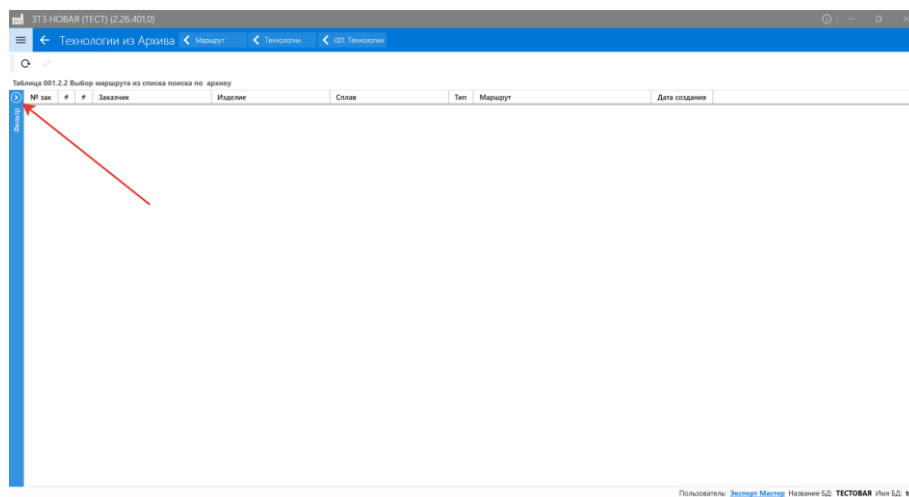 ЗТЗ НОВАЯ (ТЕСТ) (2.26.401.0)
Технологии из Архива Маршрут Технологии 001 Технологии
Таблица 001.2.2 Выбор маршрута из списка поиска по архиву
№ зак # # Заказчик Изделие Сплав Тип Маршрут Дата создания
Фильтр
Пользователь: Эксперт Мастер Название БД: ТЕСТОВАЯ Имя БД: